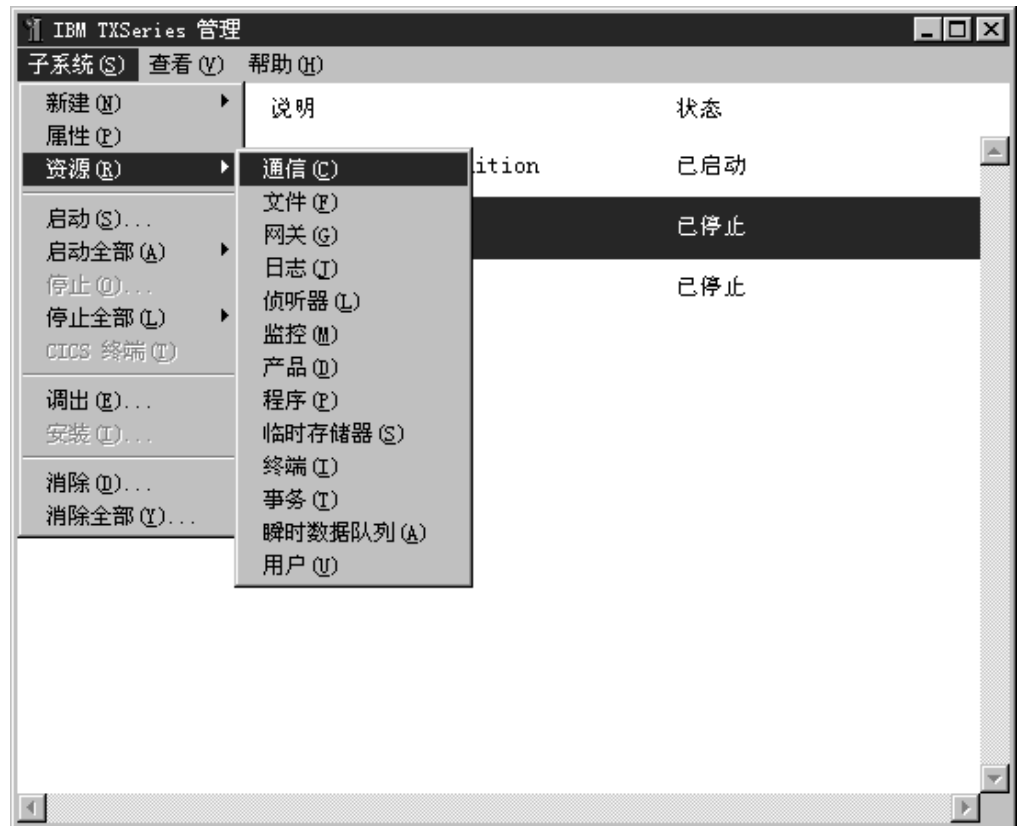 IBM TXSeries 管理
子系统(S) 查看(V) 帮助(H)
说明 状态
ition 已启动
已停止
已停止
新建(N)
属性(P)
资源(R)
启动(S)...
启动全部(A)
停止(O)...
停止全部(L)
CICS 终端(T)
调出(E)...
安装(I)...
消除(D)...
消除全部(Y)...
通信(C)
文件(F)
网关(G)
日志(J)
侦听器(L)
监控(M)
产品(D)
程序(P)
临时存储器(S)
终端(I)
事务(T)
瞬时数据队列(A)
用户(U)